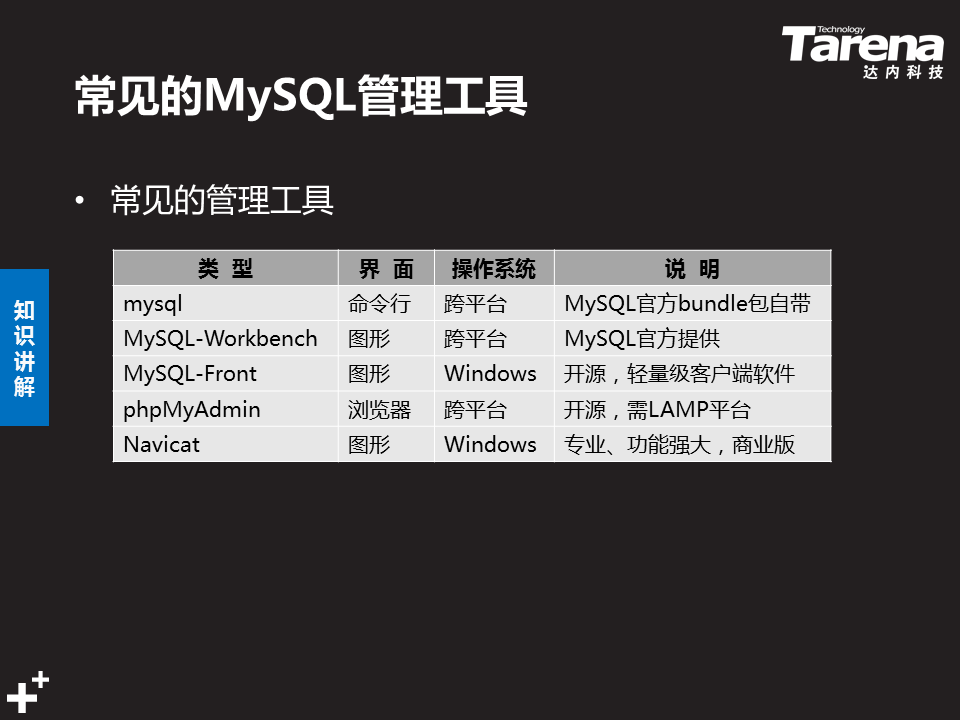 Technology
Tarena
达内科技
常见的MySQL管理工具
• 常见的管理工具
知识讲解
类 型 界 面 操作系统 说 明
mysql 命令行 跨平台 MySQL官方bundle包自带
MySQL-Workbench 图形 跨平台 MySQL官方提供
MySQL-Front 图形 Windows 开源，轻量级客户端软件
phpMyAdmin 浏览器 跨平台 开源，需LAMP平台
Navicat 图形 Windows 专业、功能强大，商业版